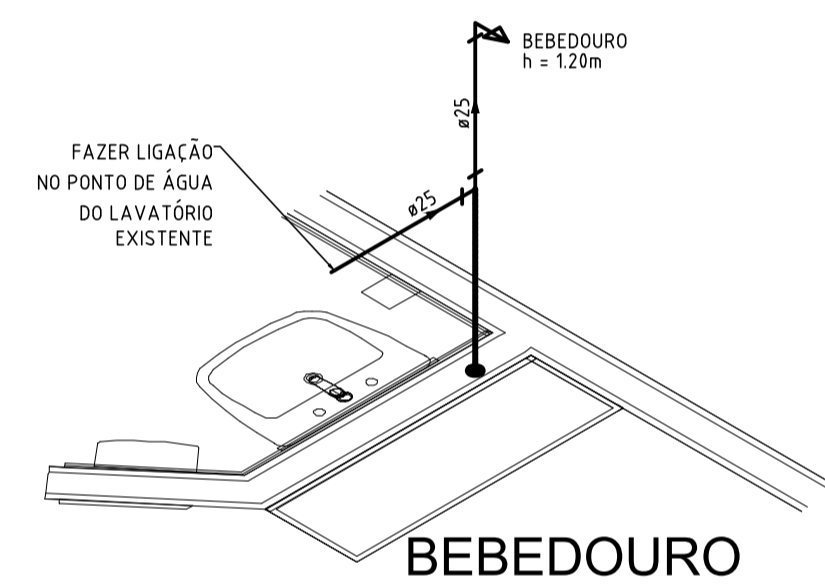 BEBEDOURO
h = 1.20m
ø25
FAZER LIGAÇÃO
NO PONTO DE ÁGUA
DO LAVATÓRIO
EXISTENTE
ø25
BEBEDOURO